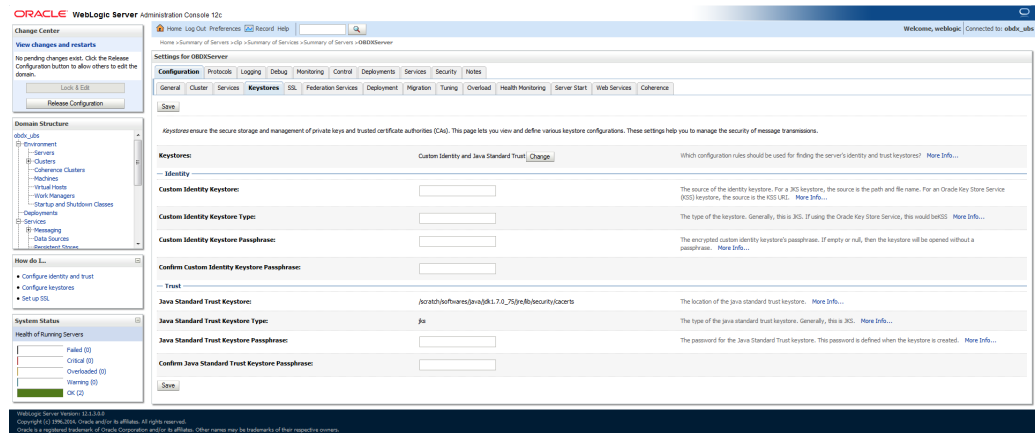 ORACLE WebLogic Server Administration Console 12c
Change Center
View changes and restarts
No pending changes exist. Click the Release
Configuration button to allow others to edit the
domain.
Lock & Edit
Release Configuration
Domain Structure
obdx_ubs
Environment
Servers
Clusters
Coherence Clusters
Machines
Virtual Hosts
Work Managers
Startup and Shutdown Classes
Deployments
Services
Messaging
Data Sources
Persistent Stores
How do I...
Configure identity and trust
Configure keystores
Set up SSL
System Status
Health of Running Servers
Failed (0)
Critical (0)
Overloaded (0)
Warning (0)
OK (2)
Home Log Out Preferences Record Help
Welcome, weblogic Connected to: obdx_ubs
Home >Summary of Servers >clip >Summary of Services >Summary of Servers >OBDXServer
Settings for OBDXServer
Configuration Protocols Logging Debug Monitoring Control Deployments Services Security Notes
General Cluster Services Keystores SSL Federation Services Deployment Migration Tuning Overload Health Monitoring Server Start Web Services Coherence
Save
Keystores ensure the secure storage and management of private keys and trusted certificate authorities (CAs). This page lets you view and define various keystore configurations. These settings help you to manage the security of message transmissions.
Keystores: Custom Identity and Java Standard Trust Change Which configuration rules should be used for finding the server's identity and trust keystores? More Info...
Identity
Custom Identity Keystore: The source of the identity keystore. For a JKS keystore, the source is the path and file name. For an Oracle Key Store Service
(KSS) keystore, the source is the KSS URI. More Info...
Custom Identity Keystore Type: The type of the keystore. Generally, this is JKS. If using the Oracle Key Store Service, this would beKSS More Info...
Custom Identity Keystore Passphrase: The encrypted custom identity keystore's passphrase. If empty or null, then the keystore will be opened without a
passphrase. More Info...
Confirm Custom Identity Keystore Passphrase:
Trust
Java Standard Trust Keystore: /scratch/softwares/java/jdk1.7.0_75/jre/lib/security/cacerts The location of the java standard trust keystore. More Info...
Java Standard Trust Keystore Type: jks The type of the java standard trust keystore. Generally, this is JKS. More Info...
Java Standard Trust Keystore Passphrase: The password for the Java Standard Trust keystore. This password is defined when the keystore is created. More Info...
Confirm Java Standard Trust Keystore Passphrase:
Save
WebLogic Server Version: 12.1.3.0.0
Copyright (c) 1996,2014, Oracle and/or its affiliates. All rights reserved.
Oracle is a registered trademark of Oracle Corporation and/or its affiliates. Other names may be trademarks of their respective owners.